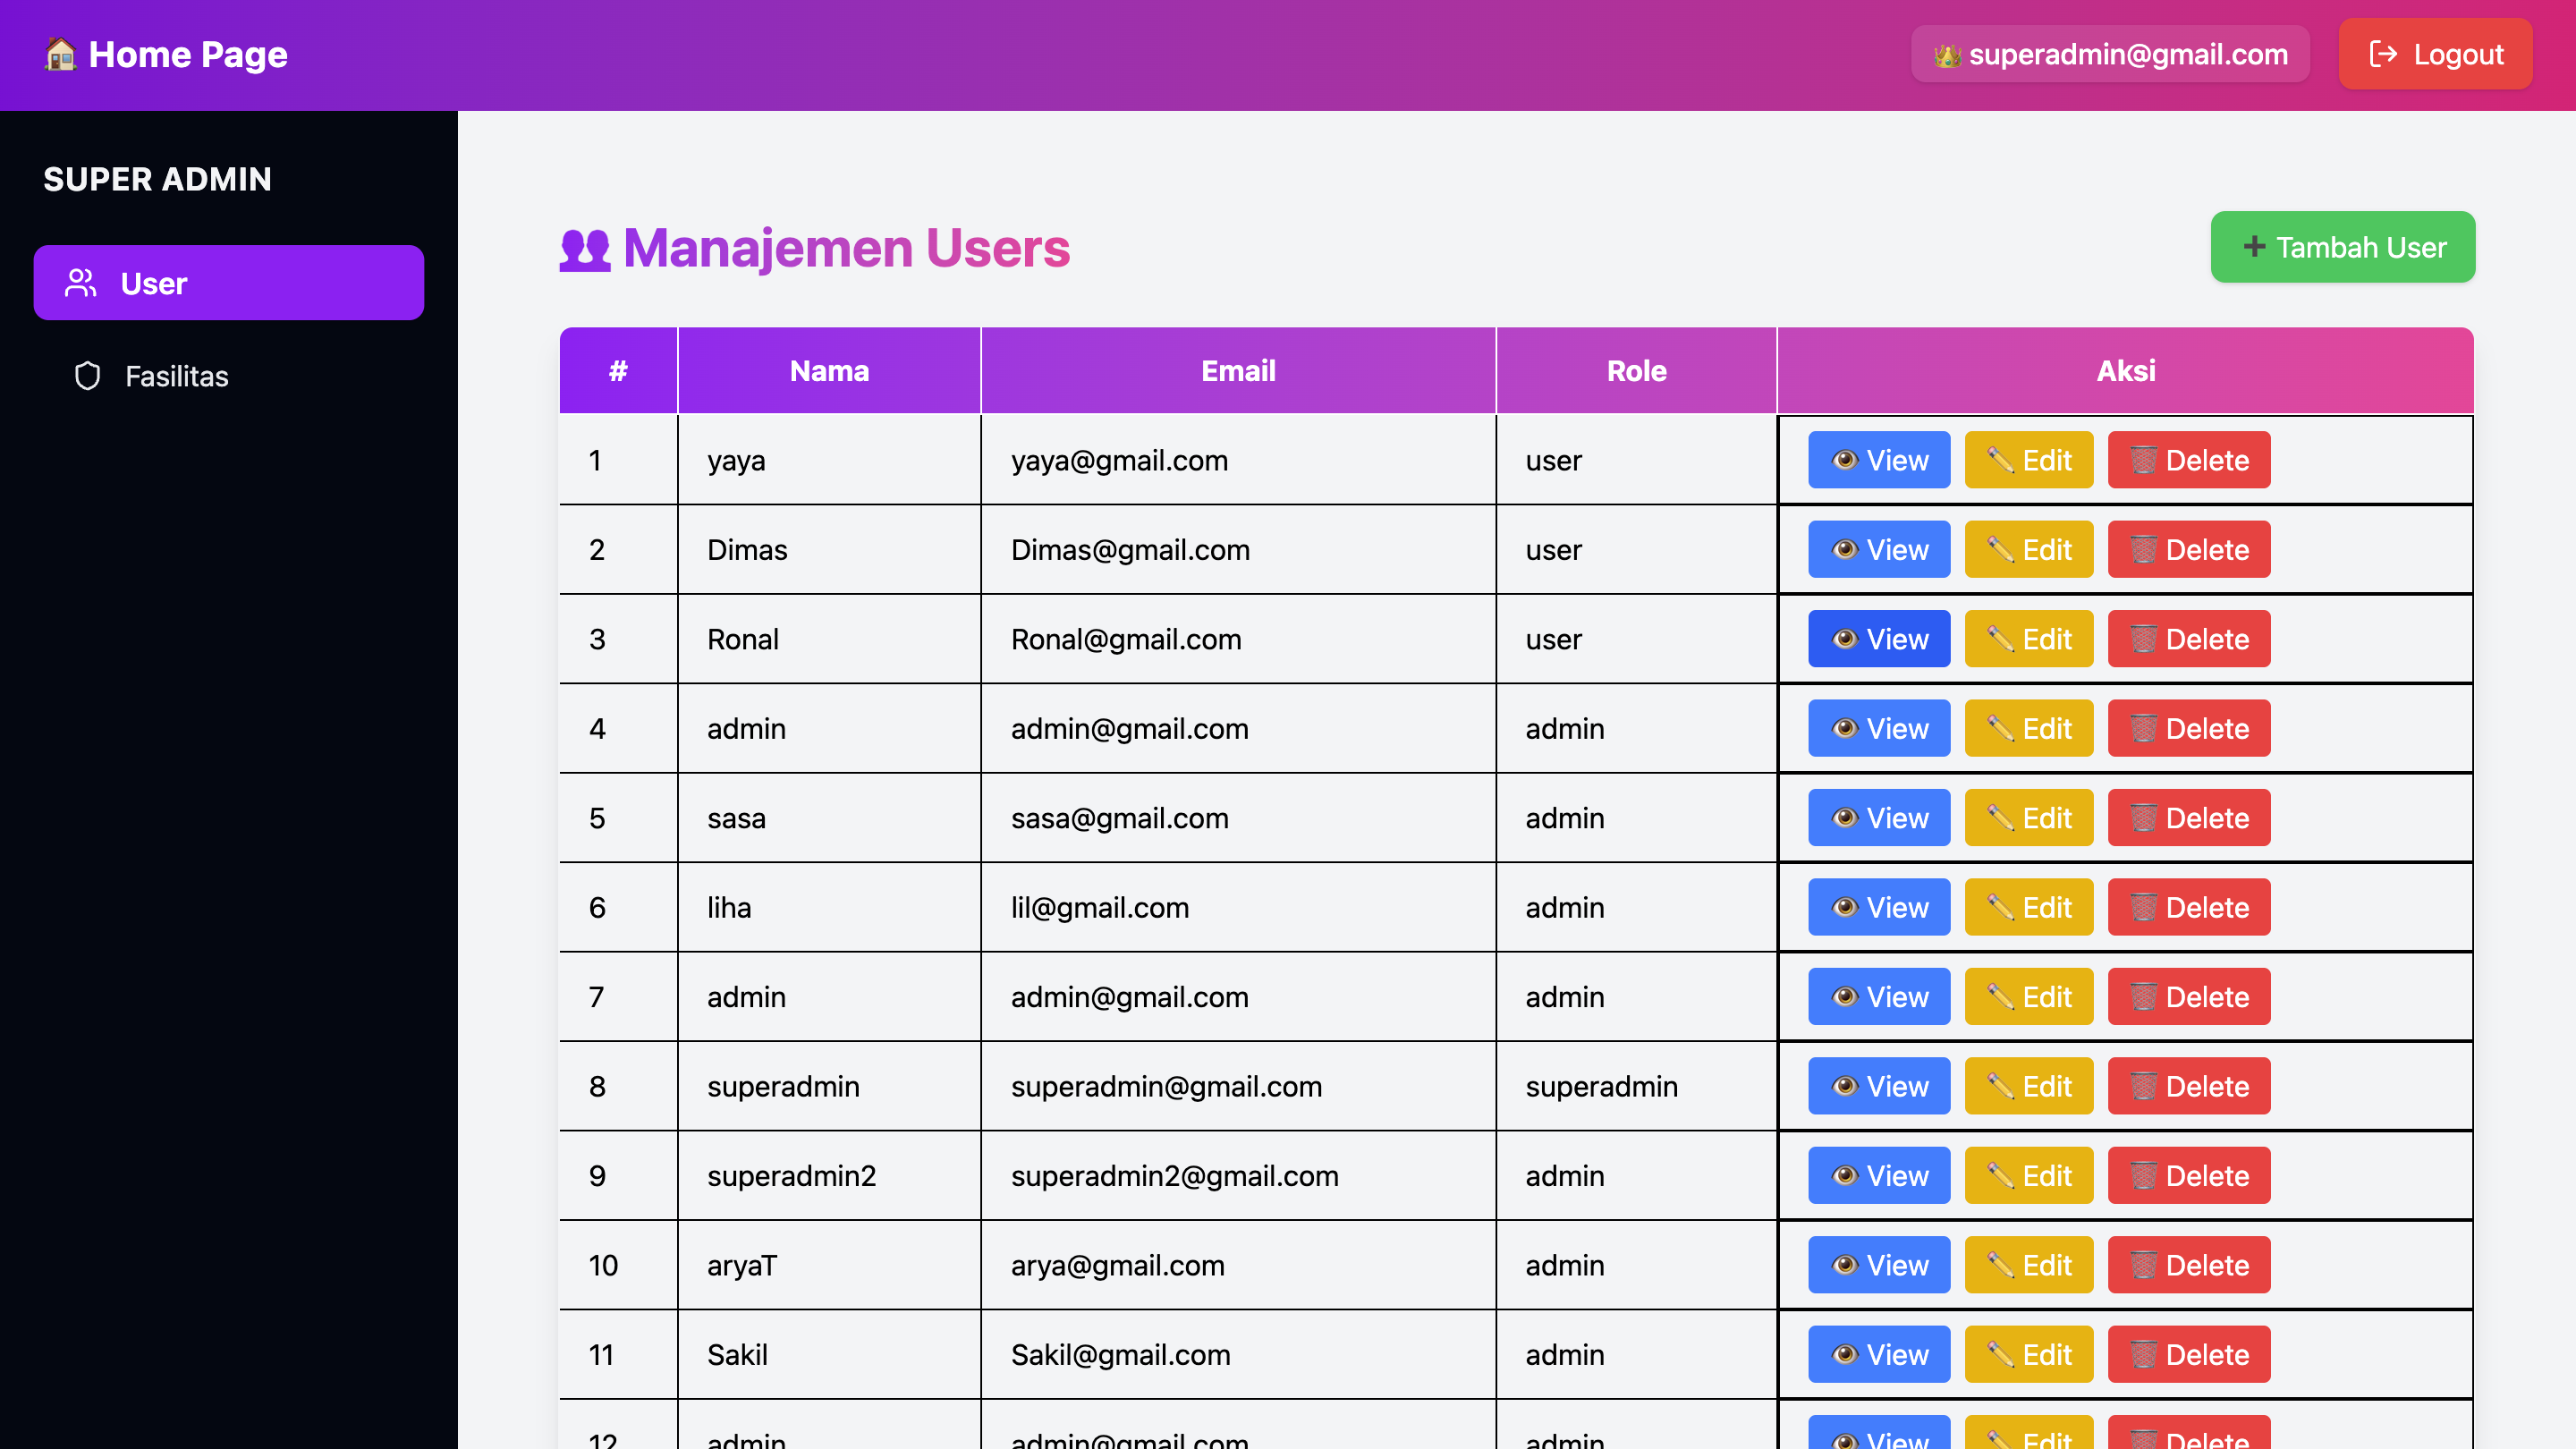 Home Page
superadmin@gmail.com
Logout
SUPER ADMIN
User
Fasilitas
Manajemen Users
+ Tambah User
# Nama Email Role Aksi
1 yaya yaya@gmail.com user View Edit Delete
2 Dimas Dimas@gmail.com user View Edit Delete
3 Ronal Ronal@gmail.com user View Edit Delete
4 admin admin@gmail.com admin View Edit Delete
5 sasa sasa@gmail.com admin View Edit Delete
6 liha lil@gmail.com admin View Edit Delete
7 admin admin@gmail.com admin View Edit Delete
8 superadmin superadmin@gmail.com superadmin View Edit Delete
9 superadmin2 superadmin2@gmail.com admin View Edit Delete
10 aryaT arya@gmail.com admin View Edit Delete
11 Sakil Sakil@gmail.com admin View Edit Delete
12 admin admin@gmail.com admin View Edit Delete